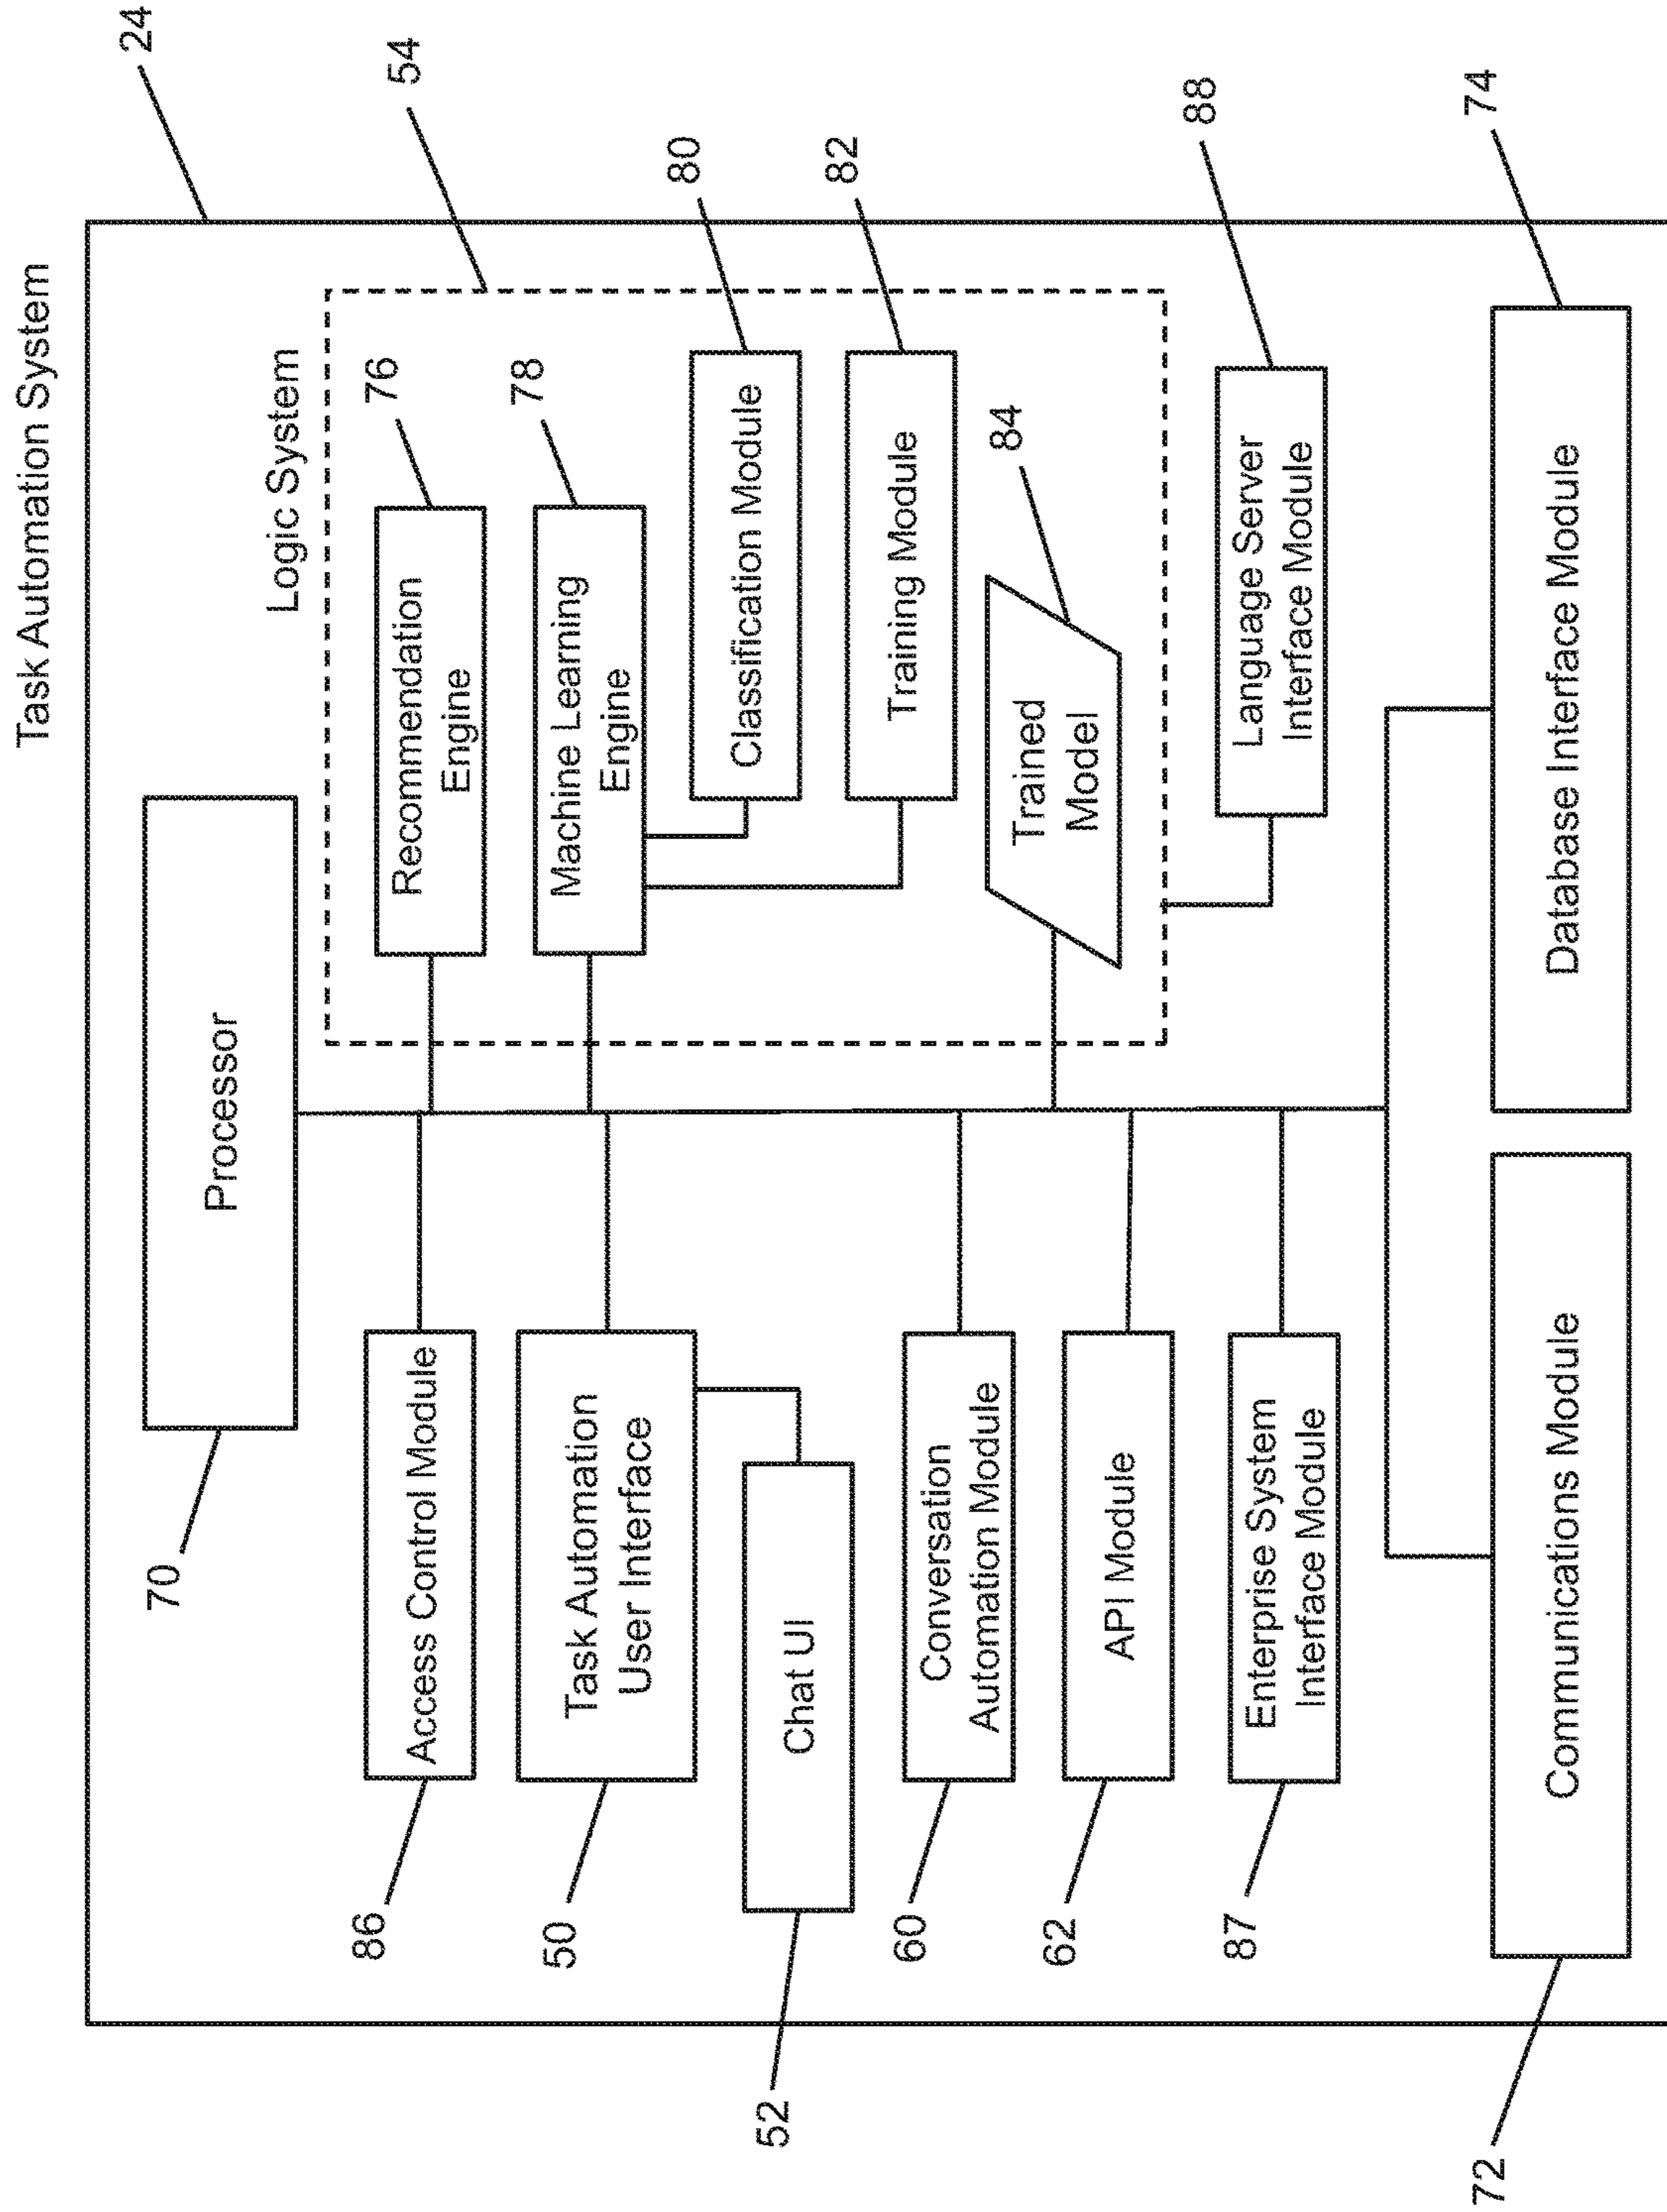 Task Automation System
24
Processor
70
Logic System
54
Access Control Module
86
Recommendation
Engine
76
Task Automation
User Interface
50
Machine Learning
Engine
78
Chat UI
52
Classification Module
80
Training Module
82
Conversation
Automation Module
60
Trained
Model
84
API Module
62
Enterprise System
Interface Module
87
Language Server
Interface Module
88
Communications Module
72
Database Interface Module
74